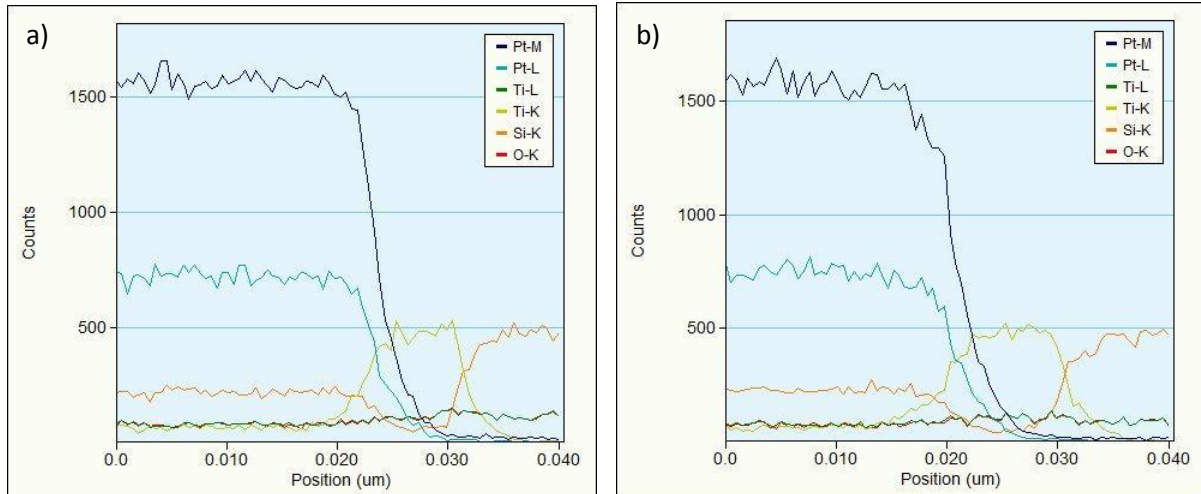 a)
Counts
1500
1000
500
0.0 0.010 0.020 0.030 0.040
Position (um)
Pt-M
Pt-L
Ti-L
Ti-K
Si-K
O-K
b)
Counts
1500
1000
500
0.0 0.010 0.020 0.030 0.040
Position (um)
Pt-M
Pt-L
Ti-L
Ti-K
Si-K
O-K